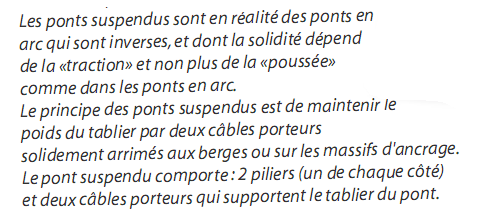 Les ponts suspendus sont en réalité des ponts en
arc qui sont inverses, et dont la solidité dépend
de la «traction» et non plus de la «poussée»
comme dans les ponts en arc.
Le principe des ponts suspendus est de maintenir le
poids du tablier par deux câbles porteurs
solidement arrimés aux berges ou sur les massifs d'ancrage.
Le pont suspendu comporte : 2 piliers (un de chaque côté)
et deux câbles porteurs qui supportent le tablier du pont.